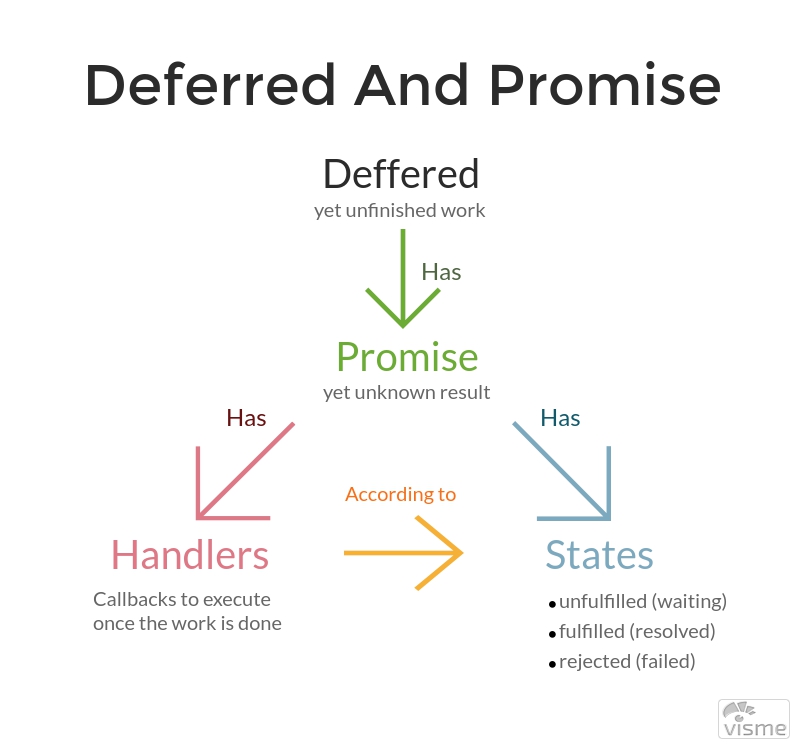 Deferred And Promise
Deffered
yet unfinished work
Has
Promise
yet unknown result
Has
Has
According to
Handlers
Callbacks to execute
once the work is done
States
•unfulfilled (waiting)
•fulfilled (resolved)
•rejected (failed)
visme